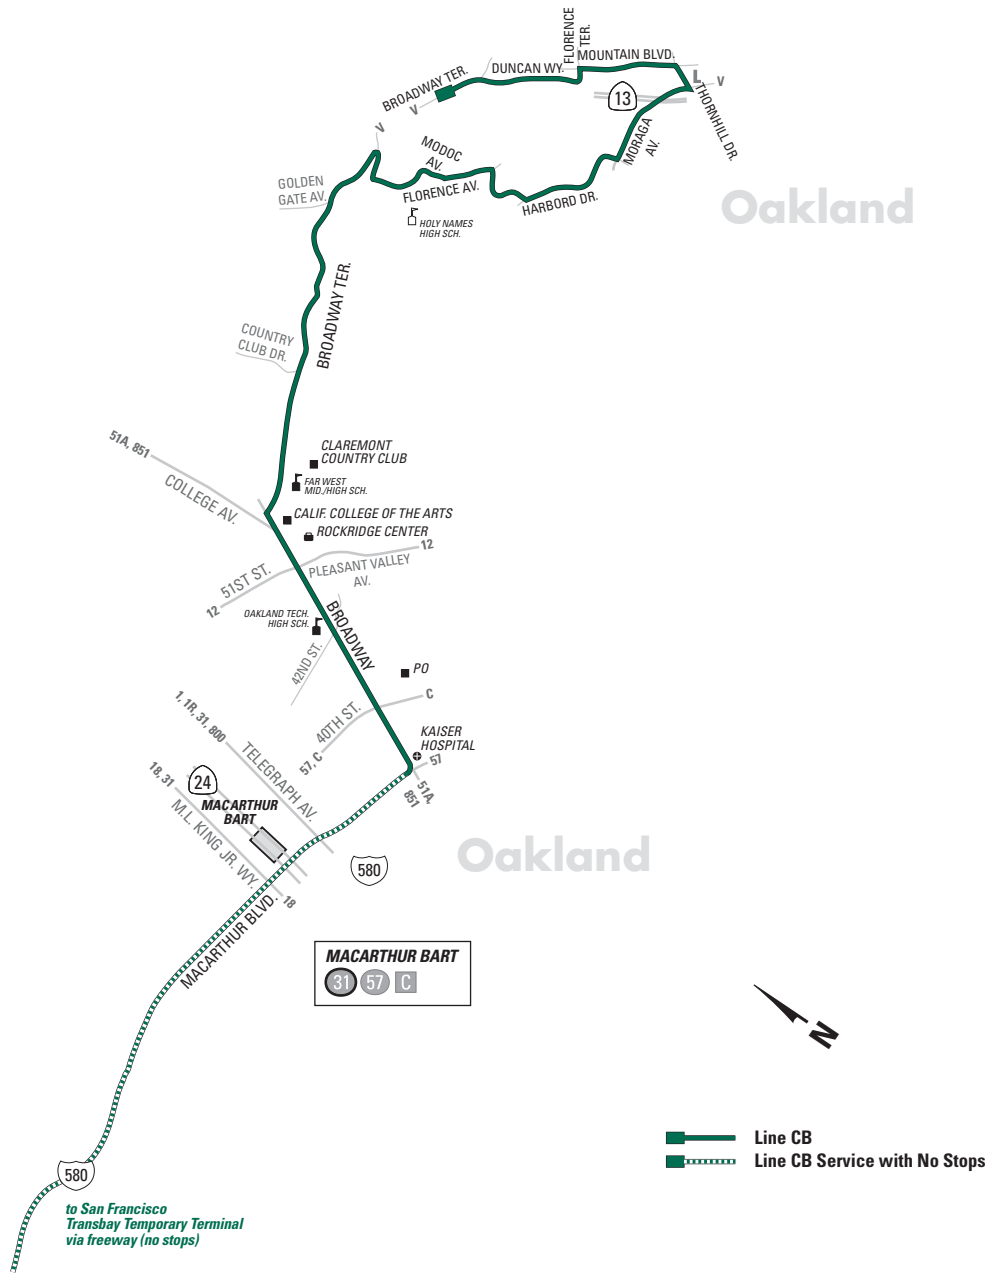 FLORENCE
TER.
MOUNTAIN BLVD.
DUNCAN WY.
BROADWAY TER.
V
L
V
13
THORNHILL DR.
MORAGA
AV.
V
MODOC
AV.
GOLDEN
GATE AV.
FLORENCE AV.
HARBORD DR.
Oakland
HOLY NAMES
HIGH SCH.
BROADWAY TER.
COUNTRY
CLUB DR.
51A, 851
COLLEGE AV.
CLAREMONT
COUNTRY CLUB
FAR WEST
MID./HIGH SCH.
CALIF. COLLEGE OF THE ARTS
ROCKRIDGE CENTER
12
PLEASANT VALLEY
AV.
51ST ST.
12
OAKLAND TECH.
HIGH SCH.
BROADWAY
42ND ST.
PO
C
40TH ST.
57, C
1, 1R, 31, 800
TELEGRAPH AV.
KAISER
HOSPITAL
57
51A,
851
18, 31
24
MACARTHUR
BART
M.L. KING JR. WY.
18
580
Oakland
MACARTHUR BLVD.
MACARTHUR BART
31 57 C
N
Line CB
Line CB Service with No Stops
580
to San Francisco
Transbay Temporary Terminal
via freeway (no stops)